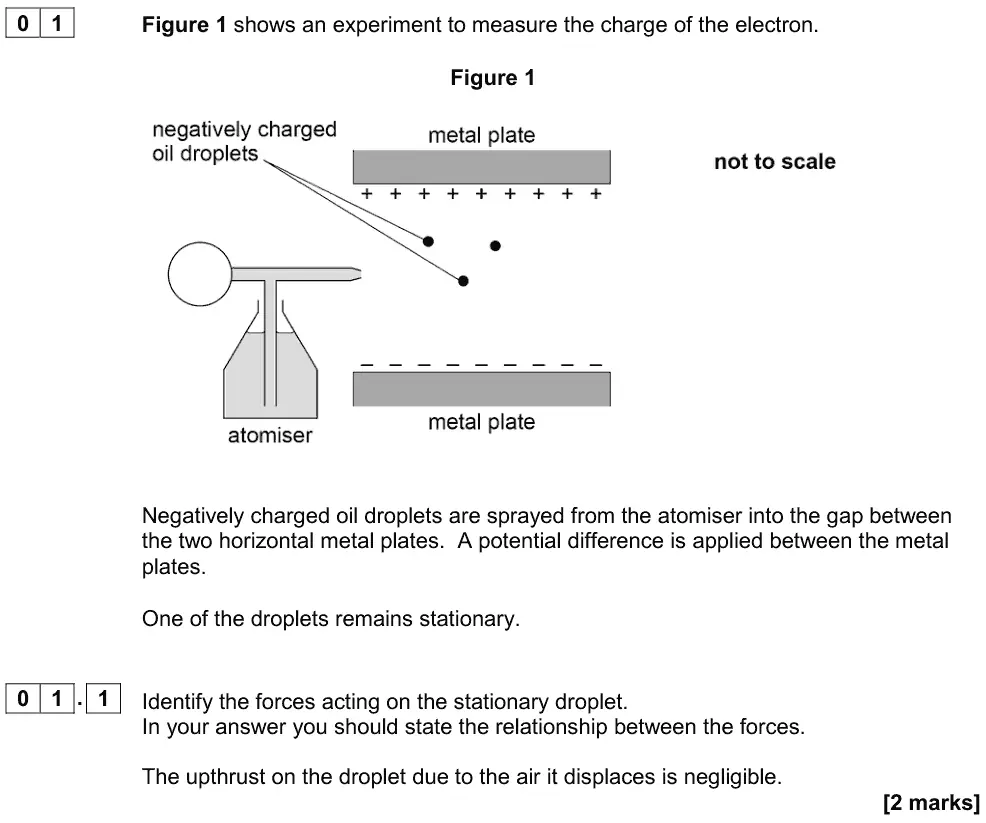 0 1
Figure 1 shows an experiment to measure the charge of the electron.
Figure 1
negatively charged
oil droplets
metal plate
not to scale
+ + + + + + + + +
– – – – – – – – –
metal plate
atomiser
Negatively charged oil droplets are sprayed from the atomiser into the gap between
the two horizontal metal plates. A potential difference is applied between the metal
plates.
One of the droplets remains stationary.
0 1 . 1
Identify the forces acting on the stationary droplet.
In your answer you should state the relationship between the forces.
The upthrust on the droplet due to the air it displaces is negligible.
[2 marks]